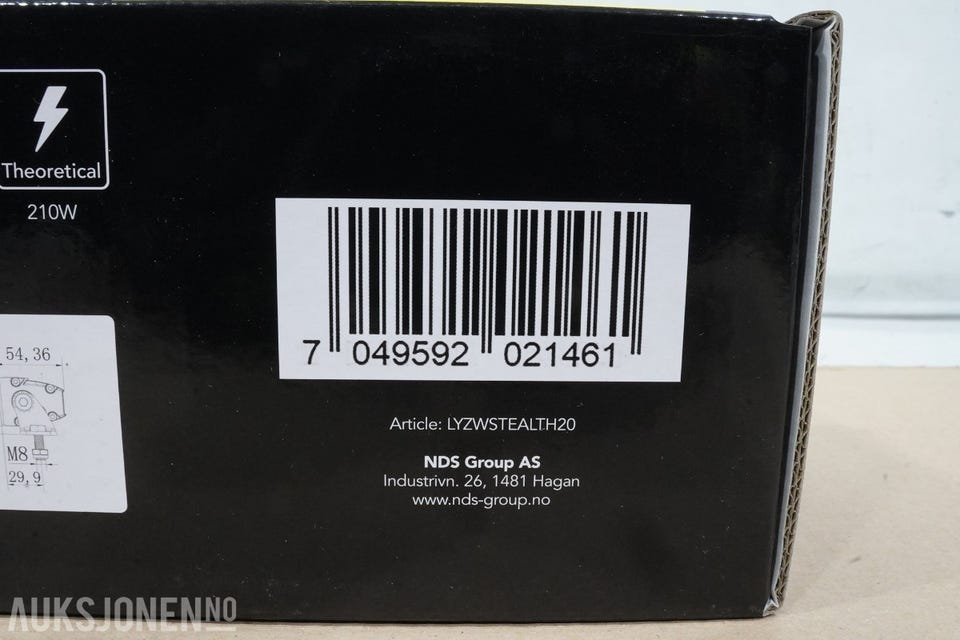 Theoretical
210W
54,36
M8
29,9
7 049592 021461
Article: LYZWSTEALTH20
NDS Group AS
Industrivn. 26, 1481 Hagan
www.nds-group.no
AUKSJONEN.NO